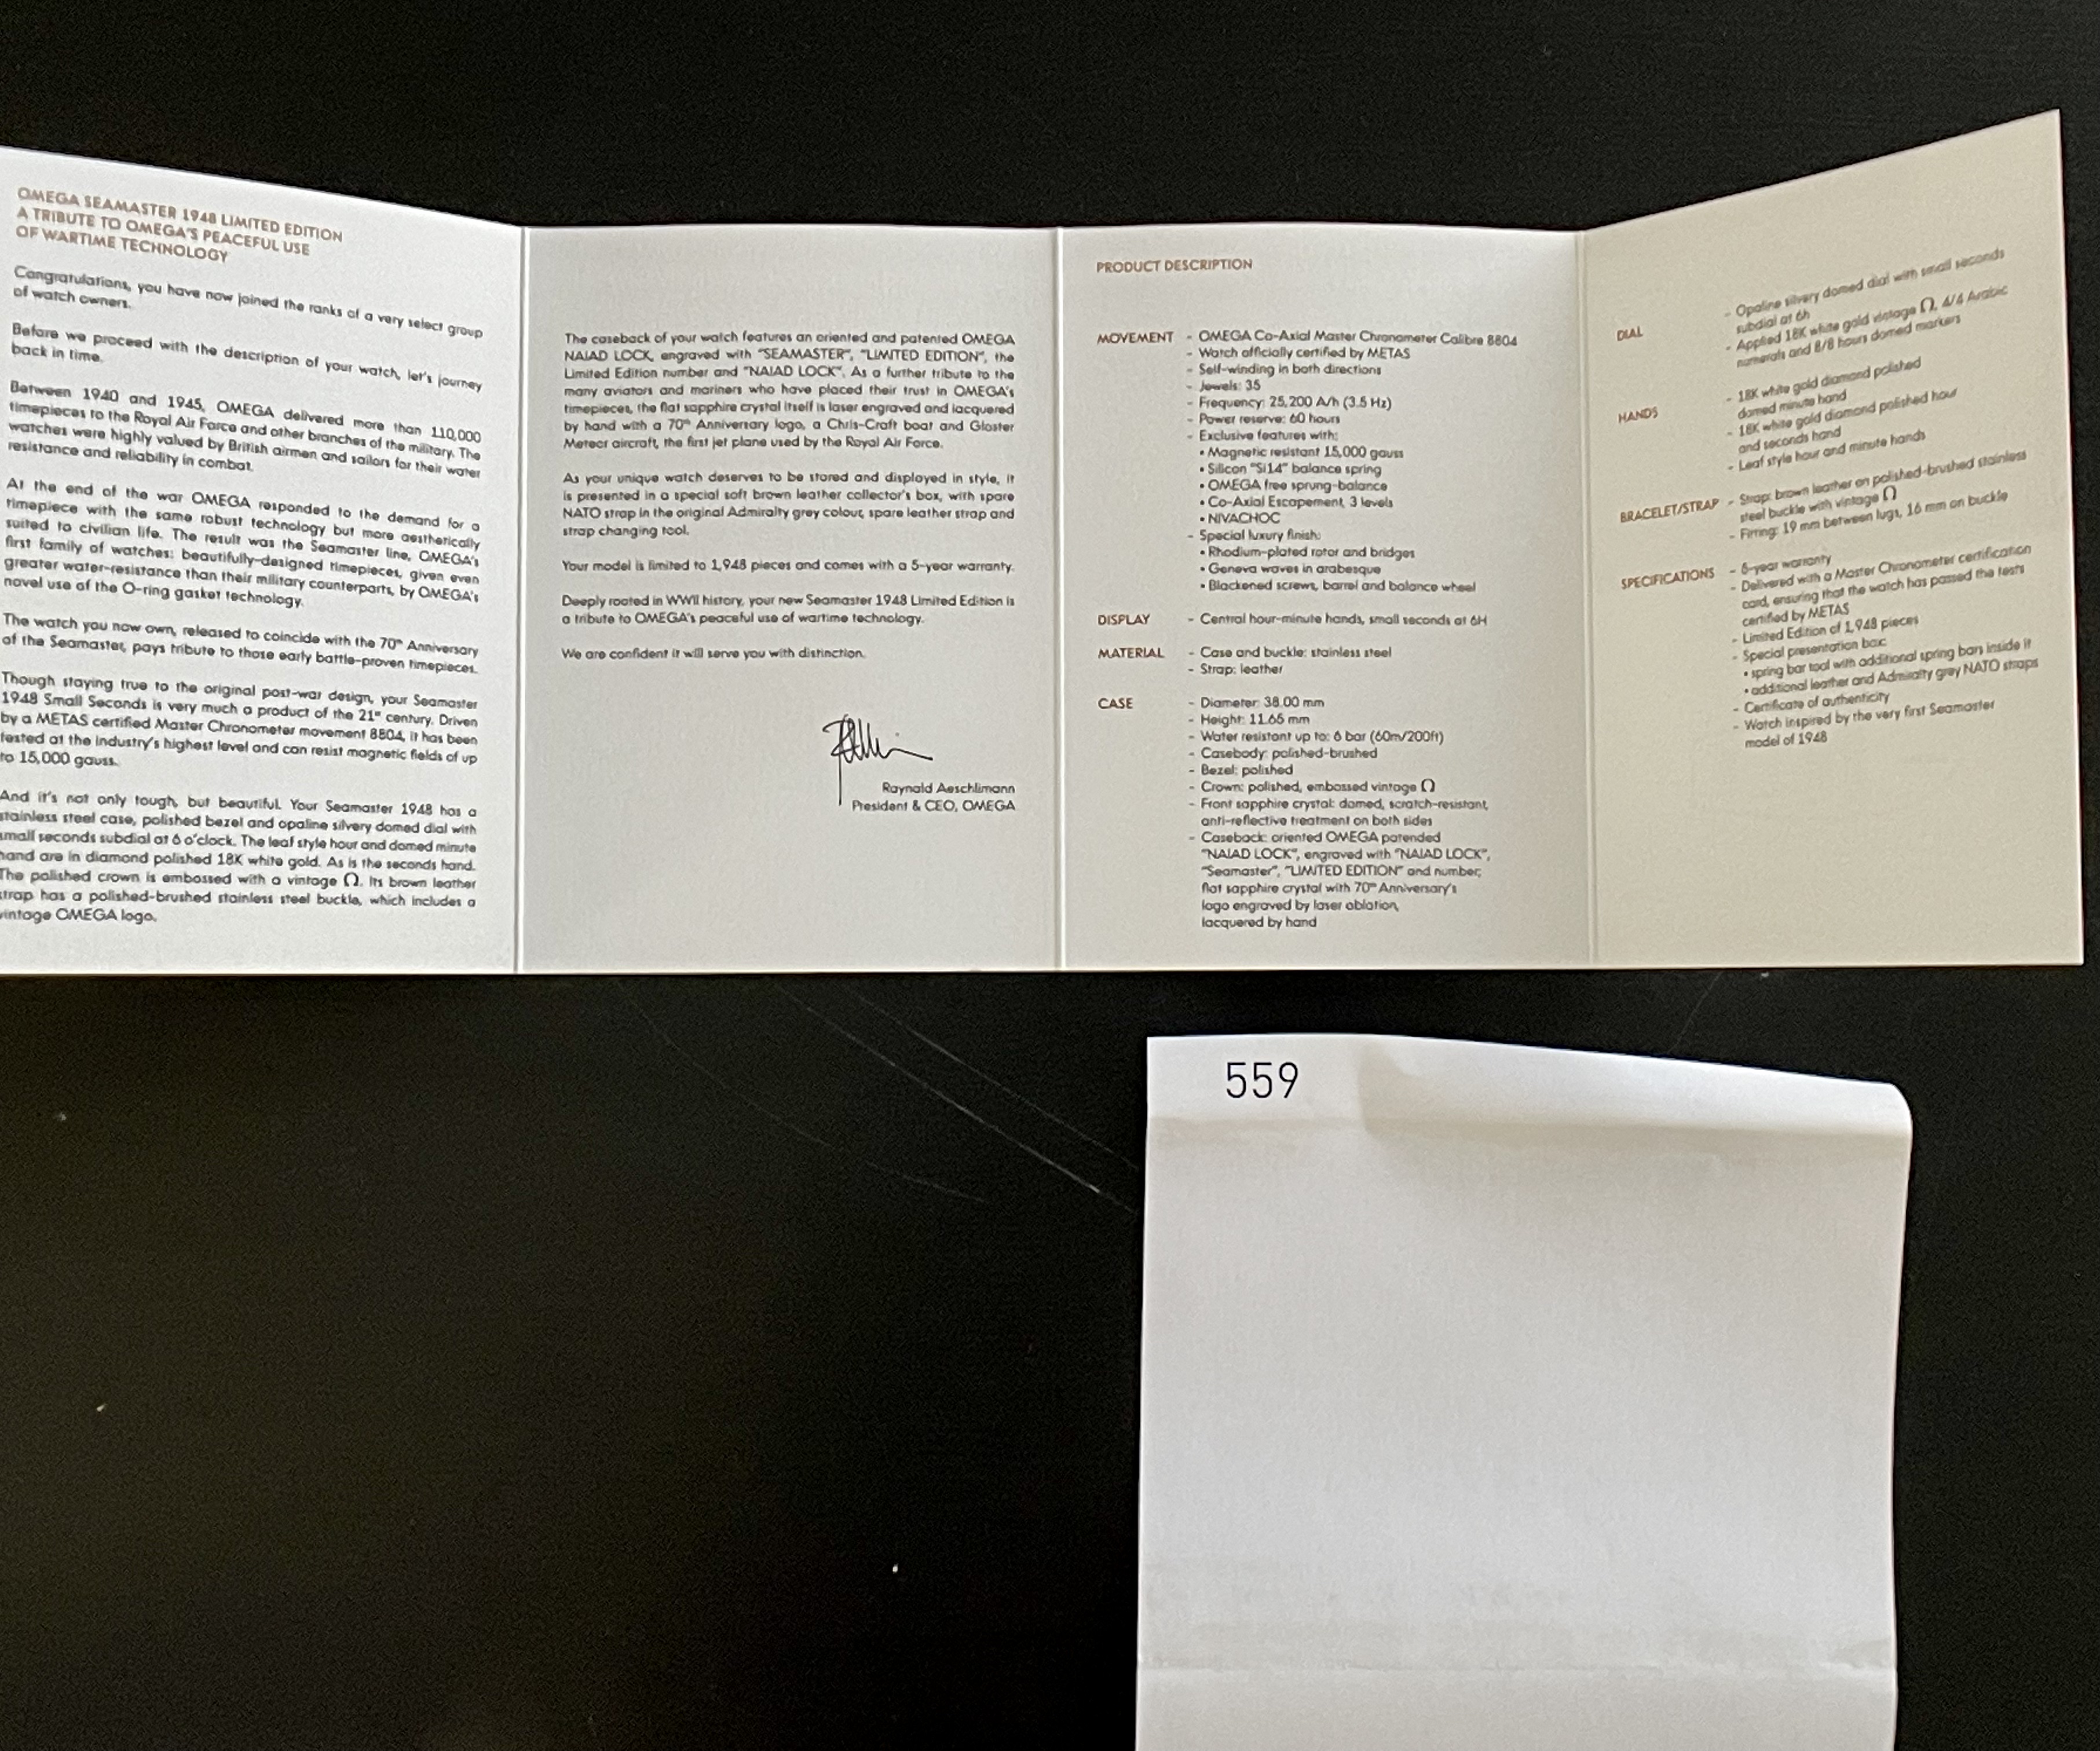 OMEGA SEAMASTER 1948 LIMITED EDITION
A TRIBUTE TO OMEGA'S PEACEFUL USE
OF WARTIME TECHNOLOGY
Congratulations, you have now joined the ranks of a very select group
of watch owners.
Before we proceed with the description of your watch, let's journey
back in time.
Between 1940 and 1945, OMEGA delivered more than 110,000
timepieces to the Royal Air Force and other branches of the military. The
watches were highly valued by British airmen and sailors for their water
resistance and reliability in combat.
At the end of the war OMEGA responded to the demand for a
timepiece with the same robust technology but more aesthetically
suited to civilian life. The result was the Seamaster line, OMEGA's
first family of watches: beautifully-designed timepieces, given even
greater water-resistance than their military counterparts, by OMEGA's
novel use of the O-ring gasket technology.
The watch you now own, released to coincide with the 70th Anniversary
of the Seamaster, pays tribute to those early battle-proven timepieces.
Though staying true to the original post-war design, your Seamaster
1948 Small Seconds is very much a product of the 21st century. Driven
by a METAS certified Master Chronometer movement 8804, it has been
tested at the industry's highest level and can resist magnetic fields of up
to 15,000 gauss.
And it's not only tough, but beautiful. Your Seamaster 1948 has a
stainless steel case, polished bezel and opaline silvery domed dial with
small seconds subdial at 6 o'clock. The leaf style hour and domed minute
hand are in diamond polished 18K white gold. As is the seconds hand.
The polished crown is embossed with a vintage Ω. Its brown leather
strap has a polished-brushed stainless steel buckle, which includes a
vintage OMEGA logo.
The caseback of your watch features an oriented and patented OMEGA
NAIAD LOCK, engraved with "SEAMASTER", "LIMITED EDITION", the
Limited Edition number and "NAIAD LOCK". As a further tribute to the
many aviators and mariners who have placed their trust in OMEGA's
timepieces, the flat sapphire crystal itself is laser engraved and lacquered
by hand with a 70th Anniversary logo, a Chris-Craft boat and Gloster
Meteor aircraft, the first jet plane used by the Royal Air Force.
As your unique watch deserves to be stored and displayed in style, it
is presented in a special soft brown leather collector's box, with spare
NATO strap in the original Admiralty grey colour, spare leather strap and
strap changing tool.
Your model is limited to 1,948 pieces and comes with a 5-year warranty.
Deeply rooted in WWII history, your new Seamaster 1948 Limited Edition is
a tribute to OMEGA's peaceful use of wartime technology.
We are confident it will serve you with distinction.
Raynald Aeschlimann
President & CEO, OMEGA
PRODUCT DESCRIPTION
MOVEMENT - OMEGA Co-Axial Master Chronometer Calibre 8804
- Watch officially certified by METAS
- Self-winding in both directions
- Jewels: 35
- Frequency: 25,200 A/h (3.5 Hz)
- Power reserve: 60 hours
- Exclusive features with:
• Magnetic resistant 15,000 gauss
• Silicon "Si14" balance spring
• OMEGA free sprung-balance
• Co-Axial Escapement, 3 levels
• NIVACHOC
- Special luxury finish:
• Rhodium-plated rotor and bridges
• Geneva waves in arabesque
• Blackened screws, barrel and balance wheel
DISPLAY - Central hour-minute hands, small seconds at 6H
MATERIAL - Case and buckle: stainless steel
- Strap: leather
CASE - Diameter: 38.00 mm
- Height: 11.65 mm
- Water resistant up to: 6 bar (60m/200ft)
- Casebody: polished-brushed
- Bezel: polished
- Crown: polished, embossed vintage Ω
- Front sapphire crystal: domed, scratch-resistant,
anti-reflective treatment on both sides
- Caseback: oriented OMEGA patended
"NAIAD LOCK", engraved with "NAIAD LOCK",
"Seamaster", "LIMITED EDITION" and number,
flat sapphire crystal with 70th Anniversary's
logo engraved by laser ablation,
lacquered by hand
DIAL - Opaline silvery domed dial with small seconds
subdial at 6h
- Applied 18K white gold vintage Ω, 4/4 Arabic
numerals and 8/8 hours domed markers
HANDS - 18K white gold diamond polished
domed minute hand
- 18K white gold diamond polished hour
and seconds hand
- Leaf style hour and minute hands
BRACELET/STRAP - Strap: brown leather on polished-brushed stainless
steel buckle with vintage Ω
- Fitting: 19 mm between lugs, 16 mm on buckle
SPECIFICATIONS - 5-year warranty
- Delivered with a Master Chronometer certification
card, ensuring that the watch has passed the tests
certified by METAS
- Limited Edition of 1,948 pieces
- Special presentation box:
• spring bar tool with additional spring bars inside it
• additional leather and Admiralty grey NATO straps
- Certificate of authenticity
- Watch inspired by the very first Seamaster
model of 1948
559